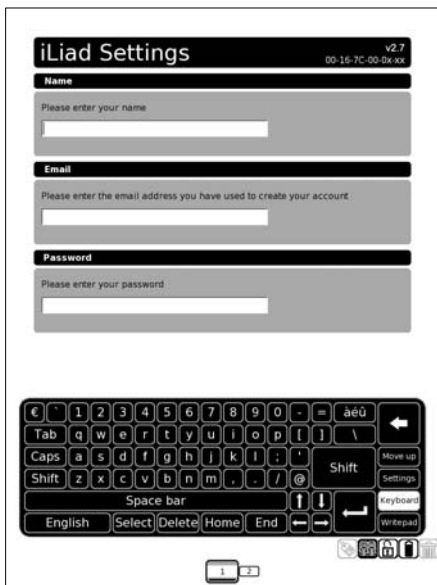 iLiad Settings
v2.7
00-16-7C-00-0x-xx
Name
Please enter your name
Email
Please enter the email address you have used to create your account
Password
Please enter your password
€ ` 1 2 3 4 5 6 7 8 9 0 - = àéû
Tab q w e r t y u i o p [ ] \
Caps a s d f g h j k l ; ' Shift Move up
Shift z x c v b n m , . / @ Settings
Space bar Keyboard
English Select Delete Home End Writepad
1 2